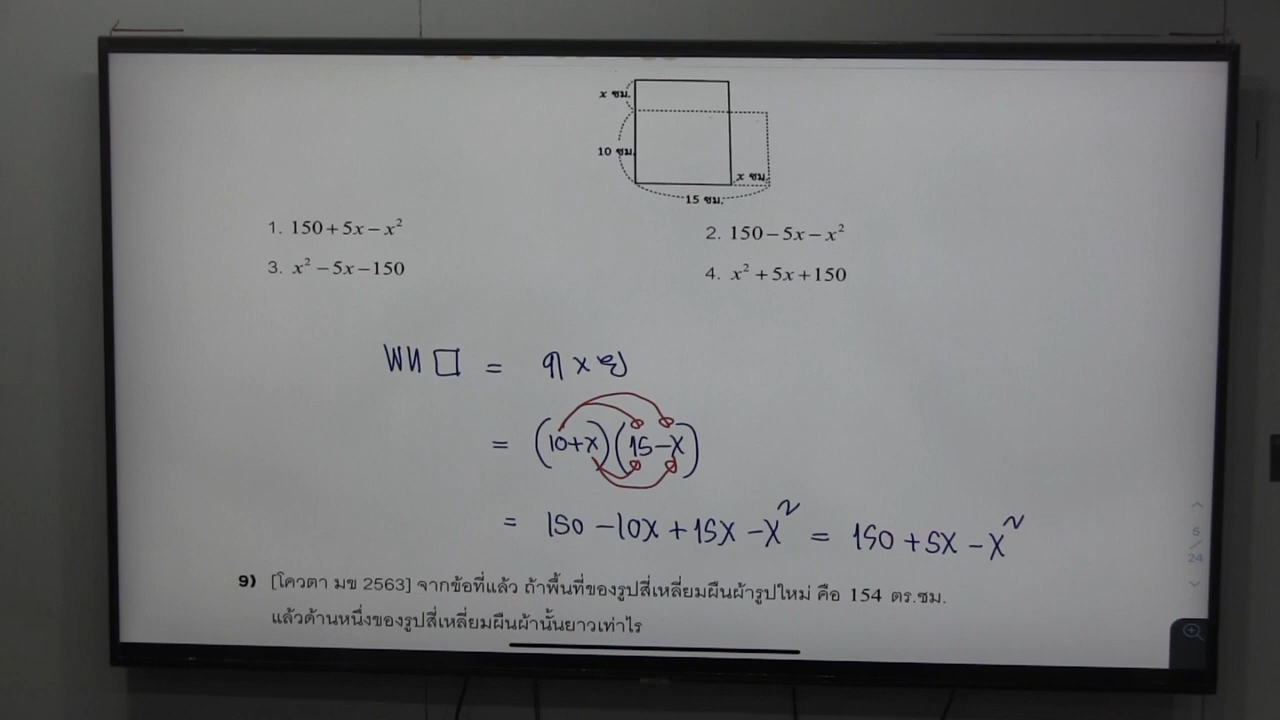 x ซม.
10 ซม.
x ซม.
15 ซม.
1. 150+5x−x²
2. 150−5x−x²
3. x²−5x−150
4. x²+5x+150
พท □ = ก x ย
= (10+x)(15−x)
= 150 −10x + 15x − x² = 150 + 5x − x²
5
24
9) [โควตา มข 2563] จากข้อที่แล้ว ถ้าพื้นที่ของรูปสี่เหลี่ยมผืนผ้ารูปใหม่ คือ 154 ตร.ซม.
แล้วด้านหนึ่งของรูปสี่เหลี่ยมผืนผ้านั้นยาวเท่าไร